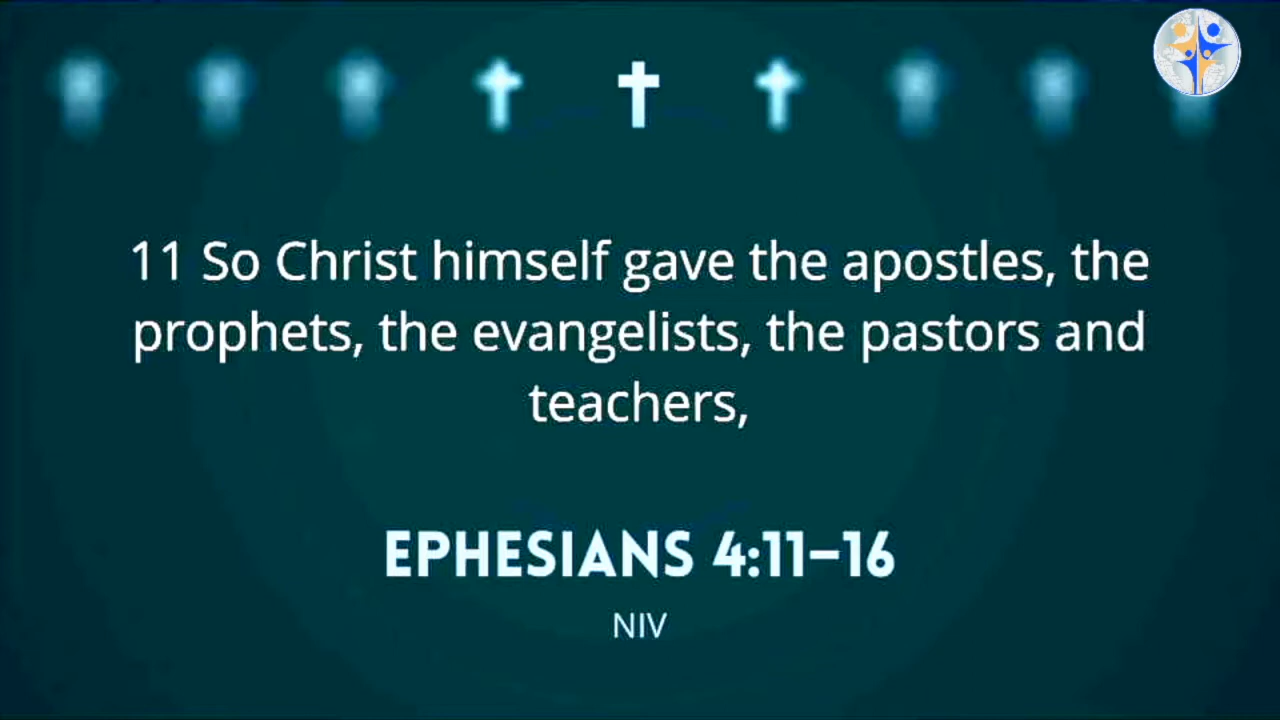 11 So Christ himself gave the apostles, the
prophets, the evangelists, the pastors and
teachers,
EPHESIANS 4:11–16
NIV